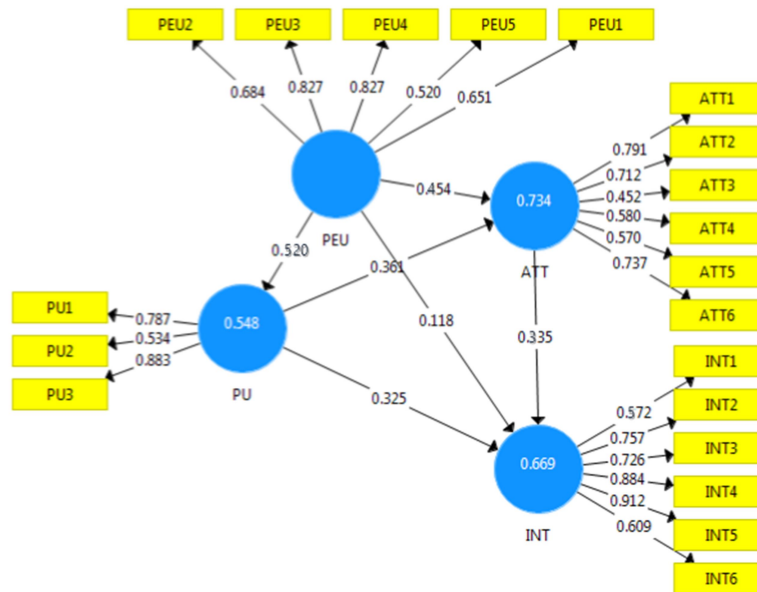 PEU2 PEU3 PEU4 PEU5 PEU1
0.684 0.827 0.827 0.520 0.651
ATT1
ATT2
ATT3
ATT4
ATT5
ATT6
0.791
0.712
0.452
0.580
0.570
0.737
0.454
0.734
PEU
ATT
0.520
0.361
PU1
PU2
PU3
0.787
0.534
0.883
0.548
PU
0.118
0.335
0.325
INT1
INT2
INT3
INT4
INT5
INT6
0.572
0.757
0.726
0.884
0.912
0.609
0.669
INT